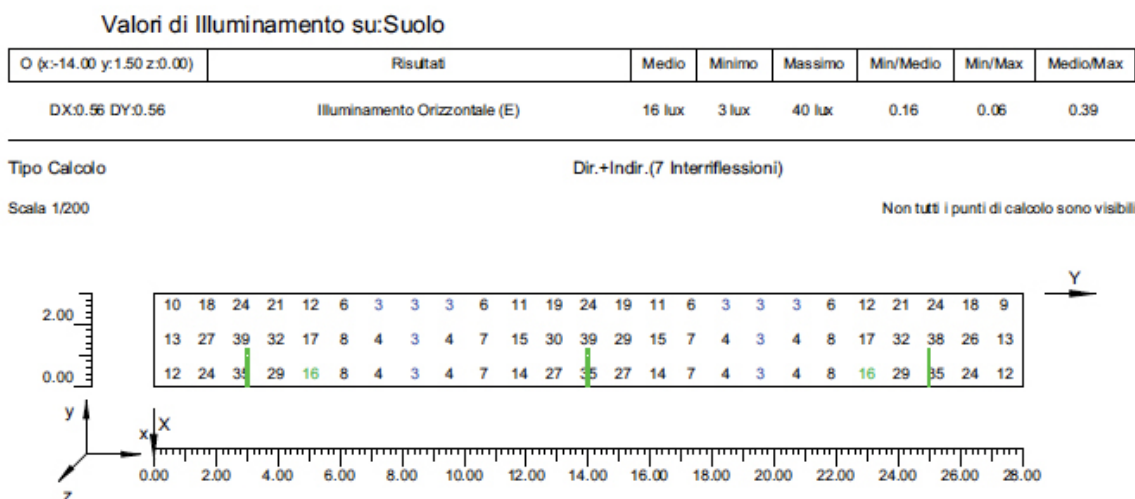 Valori di Illuminamento su:Suolo
O (x:-14.00 y:1.50 z:0.00) Risultati Medio Minimo Massimo Min/Medio Min/Max Medio/Max
DX:0.56 DY:0.56 Illuminamento Orizzontale (E) 16 lux 3 lux 40 lux 0.16 0.06 0.39
Tipo Calcolo Dir.+Indir.(7 Interriflessioni)
Scala 1/200 Non tutti i punti di calcolo sono visibili
Y
10 18 24 21 12 6 3 3 3 6 11 19 24 19 11 6 3 3 3 6 12 21 24 18 9
2.00
13 27 39 32 17 8 4 3 4 7 15 30 39 29 15 7 4 3 4 8 17 32 38 26 13
0.00 12 24 35 29 16 8 4 3 4 7 14 27 35 27 14 7 4 3 4 8 16 29 35 24 12
y X
x
z
0.00 2.00 4.00 6.00 8.00 10.00 12.00 14.00 16.00 18.00 20.00 22.00 24.00 26.00 28.00